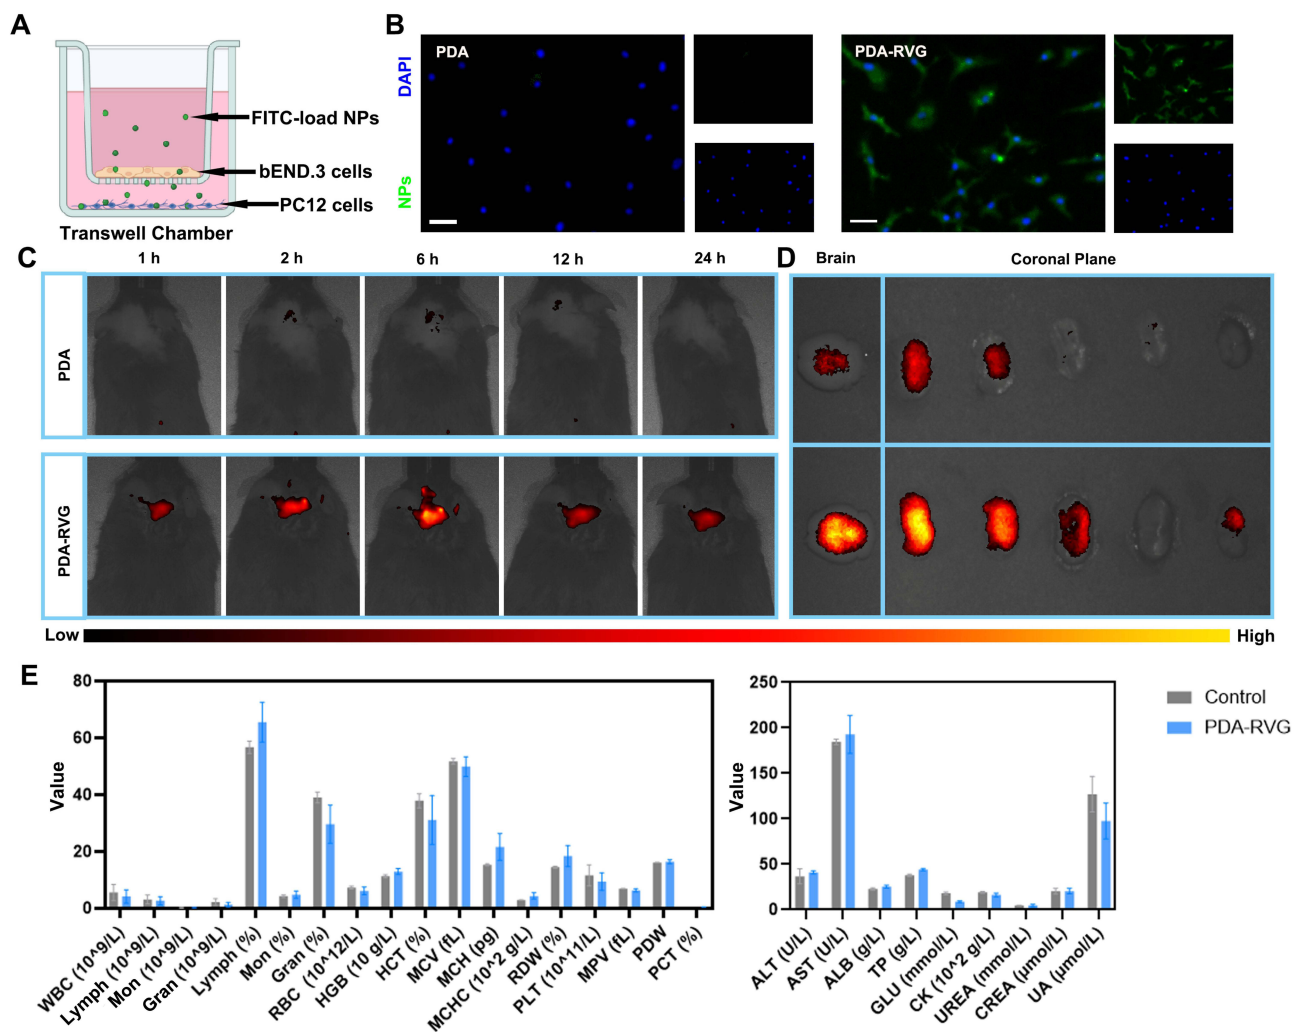 A
FITC-load NPs
bEND.3 cells
PC12 cells
Transwell Chamber
B
DAPI
NPs
PDA
PDA-RVG
C
1 h
2 h
6 h
12 h
24 h
PDA
PDA-RVG
D
Brain
Coronal Plane
Low
High
E
Value
80
60
40
20
0
WBC (10^9/L)
Lymph (10^9/L)
Mon (10^9/L)
Gran (10^9/L)
Lymph (%)
Mon (%)
Gran (%)
RBC (10^12/L)
HGB (10 g/L)
HCT (%)
MCV (fL)
MCH (pg)
MCHC (10^2 g/L)
RDW (%)
PLT (10^11/L)
MPV (fL)
PDW
PCT (%)
Value
250
200
150
100
50
0
ALT (U/L)
AST (U/L)
ALB (g/L)
TP (g/L)
GLU (mmol/L)
CK (10^2 g/L)
UREA (mmol/L)
CREA (μmol/L)
UA (μmol/L)
Control
PDA-RVG